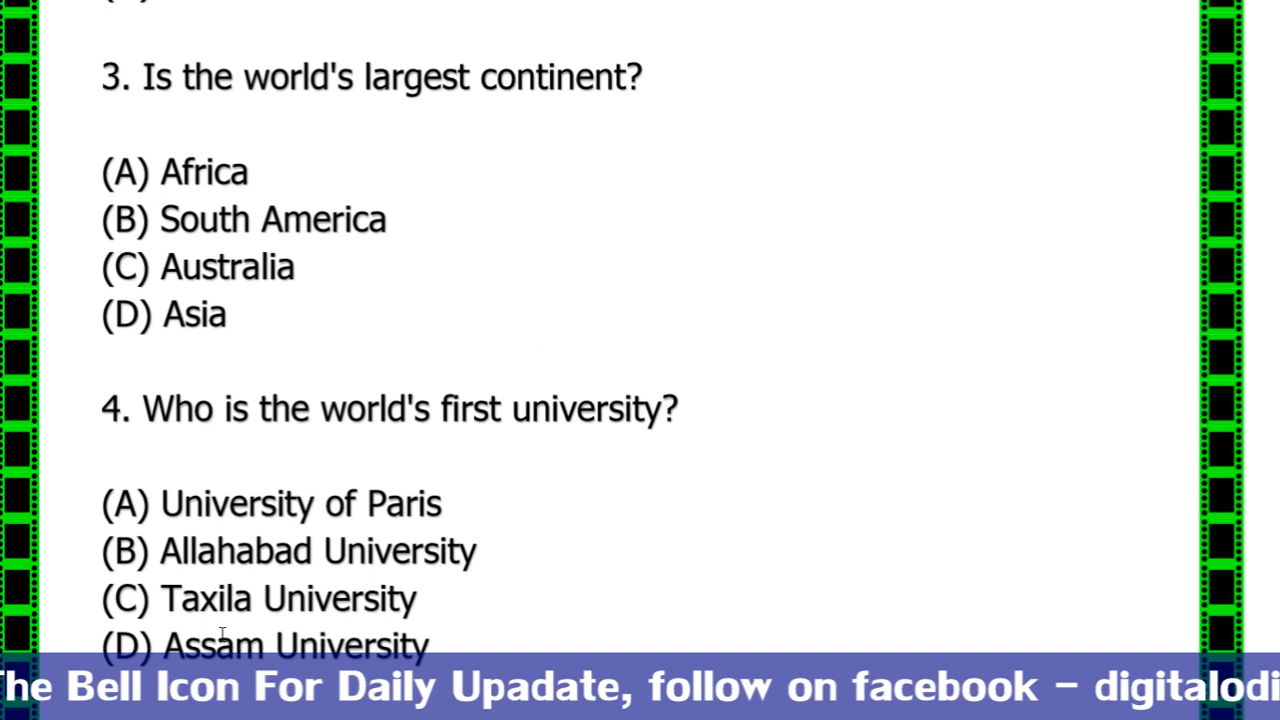 3. Is the world's largest continent?
(A) Africa
(B) South America
(C) Australia
(D) Asia
4. Who is the world's first university?
(A) University of Paris
(B) Allahabad University
(C) Taxila University
(D) Assam University
The Bell Icon For Daily Upadate, follow on facebook - digitalodi